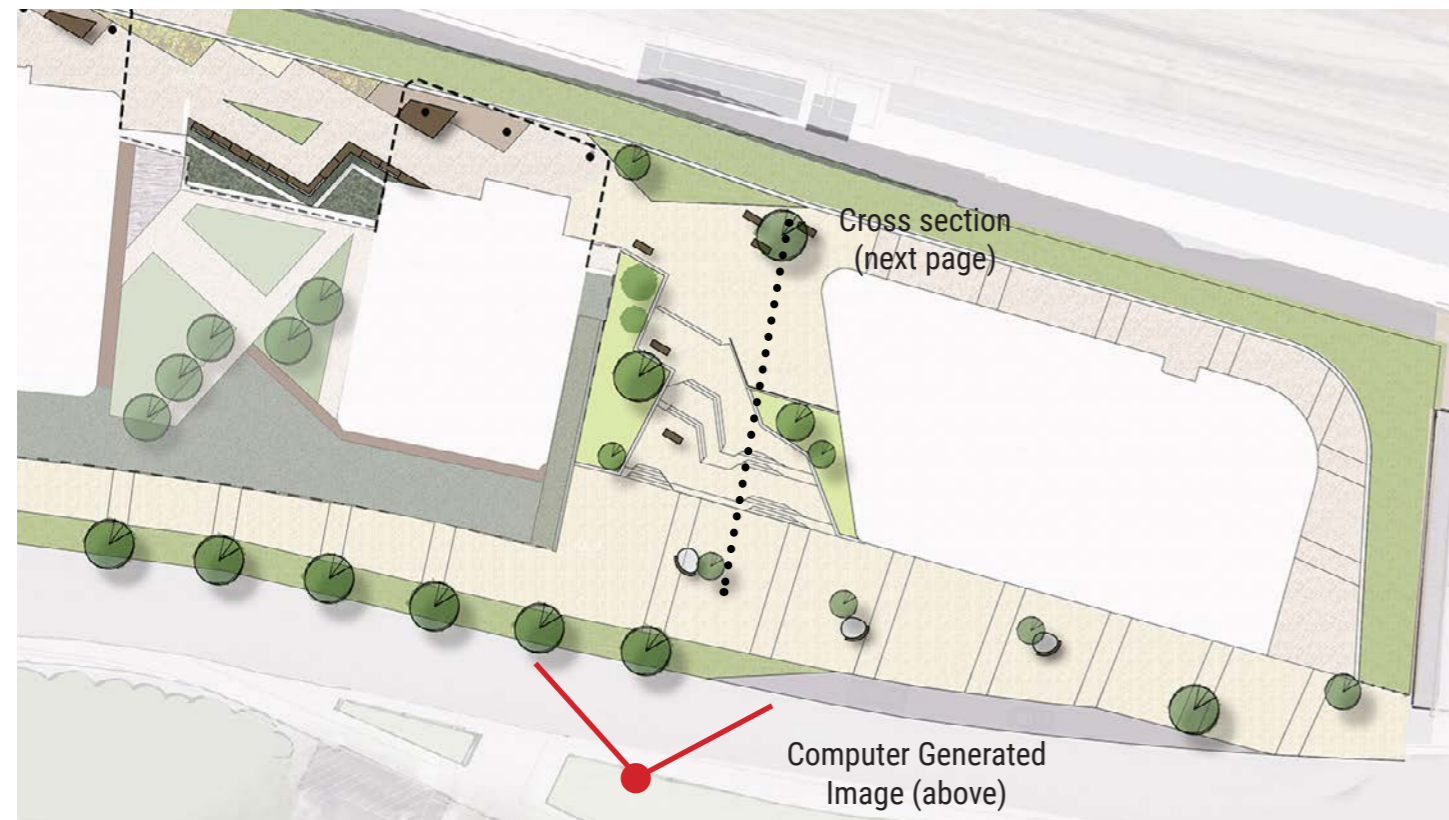 Cross section
(next page)
Computer Generated
Image (above)